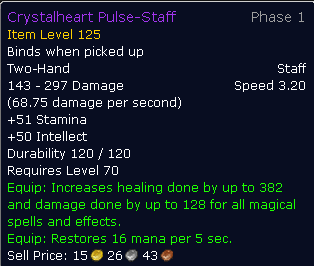 Crystalheart Pulse-Staff Phase 1
Item Level 125
Binds when picked up
Two-Hand Staff
143 - 297 Damage Speed 3.20
(68.75 damage per second)
+51 Stamina
+50 Intellect
Durability 120 / 120
Requires Level 70
Equip: Increases healing done by up to 382
and damage done by up to 128 for all magical
spells and effects.
Equip: Restores 16 mana per 5 sec.
Sell Price: 15 26 43